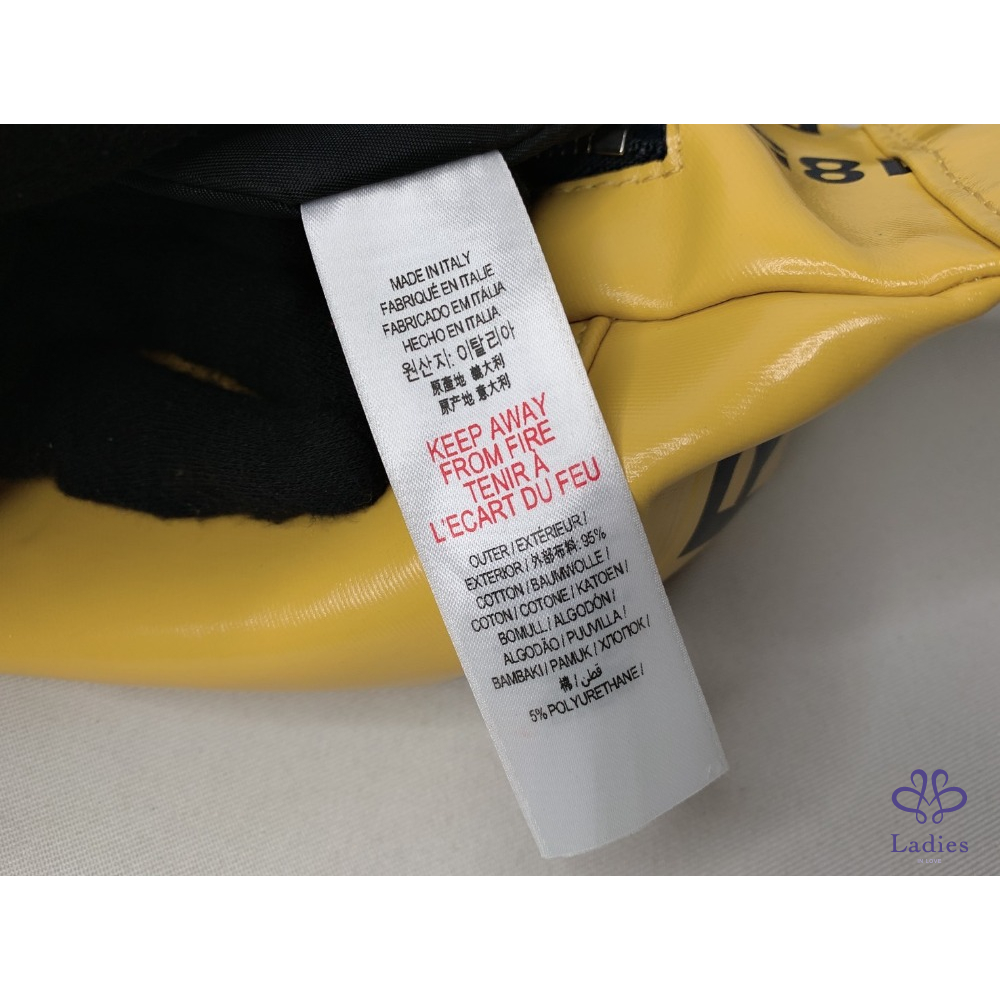 MADE IN ITALY
FABRIQUÉ EN ITALIE
FABRICADO EM ITÁLIA
HECHO EN ITALIA
원산지: 이탈리아
原產地 義大利
原产地 意大利
KEEP AWAY
FROM FIRE
TENIR À
L'ECART DU FEU
OUTER / EXTÉRIEUR /
EXTERIOR / 外部布料: 95%
COTTON / BAUMWOLLE /
COTON / COTONE / KATOEN /
BOMULL / ALGODÓN /
ALGODÃO / PUUVILLA /
BAMBAKI / PAMUK / ХЛОПОК /
棉 / قطن /
5% POLYURETHANE /
Ladies
IN LOVE